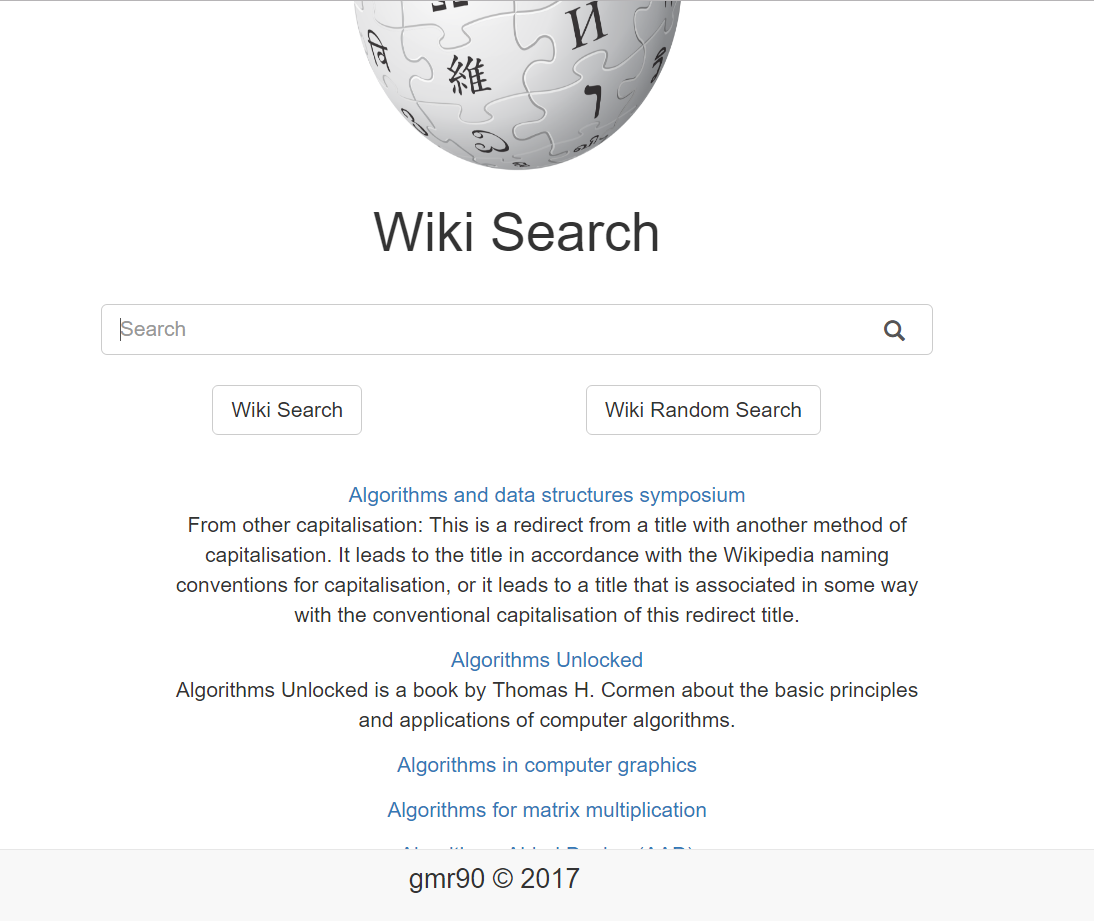 И
維
ו
Wiki Search
Search
Wiki Search
Wiki Random Search
Algorithms and data structures symposium
From other capitalisation: This is a redirect from a title with another method of
capitalisation. It leads to the title in accordance with the Wikipedia naming
conventions for capitalisation, or it leads to a title that is associated in some way
with the conventional capitalisation of this redirect title.
Algorithms Unlocked
Algorithms Unlocked is a book by Thomas H. Cormen about the basic principles
and applications of computer algorithms.
Algorithms in computer graphics
Algorithms for matrix multiplication
gmr90 © 2017